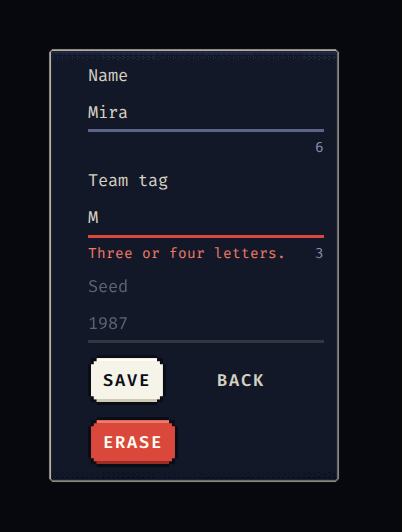 Name
Mira
6
Team tag
M
Three or four letters. 3
Seed
1987
SAVE BACK
ERASE